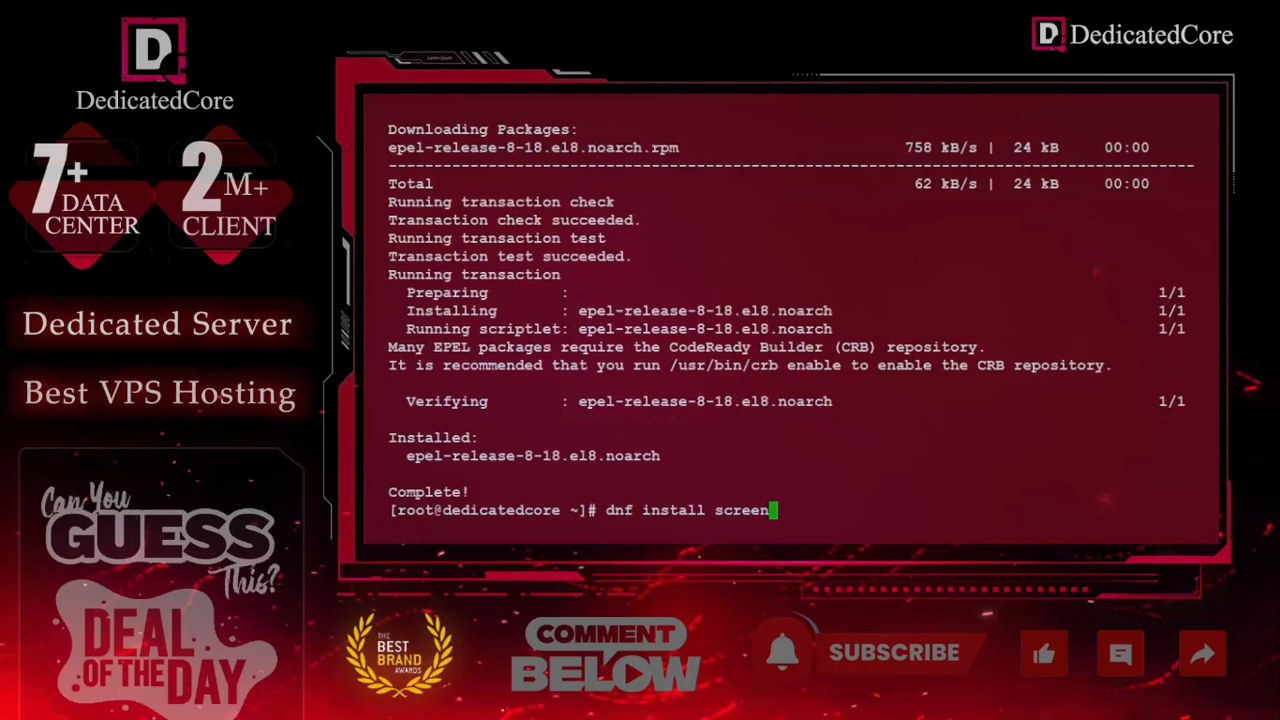 DedicatedCore
DedicatedCore
7+
DATA
CENTER
2
M+
CLIENT
Dedicated Server
Best VPS Hosting
Can You
GUESS
This?
DEAL
OF THE
DAY
Downloading Packages:
epel-release-8-18.el8.noarch.rpm 758 kB/s | 24 kB 00:00
--------------------------------------------------------------------------------
Total 62 kB/s | 24 kB 00:00
Running transaction check
Transaction check succeeded.
Running transaction test
Transaction test succeeded.
Running transaction
Preparing : 1/1
Installing : epel-release-8-18.el8.noarch 1/1
Running scriptlet: epel-release-8-18.el8.noarch 1/1
Many EPEL packages require the CodeReady Builder (CRB) repository.
It is recommended that you run /usr/bin/crb enable to enable the CRB repository.
Verifying : epel-release-8-18.el8.noarch 1/1
Installed:
epel-release-8-18.el8.noarch
Complete!
[root@dedicatedcore ~]# dnf install screen
THE
BEST
BRAND
AWARDS
COMMENT
BELOW
SUBSCRIBE